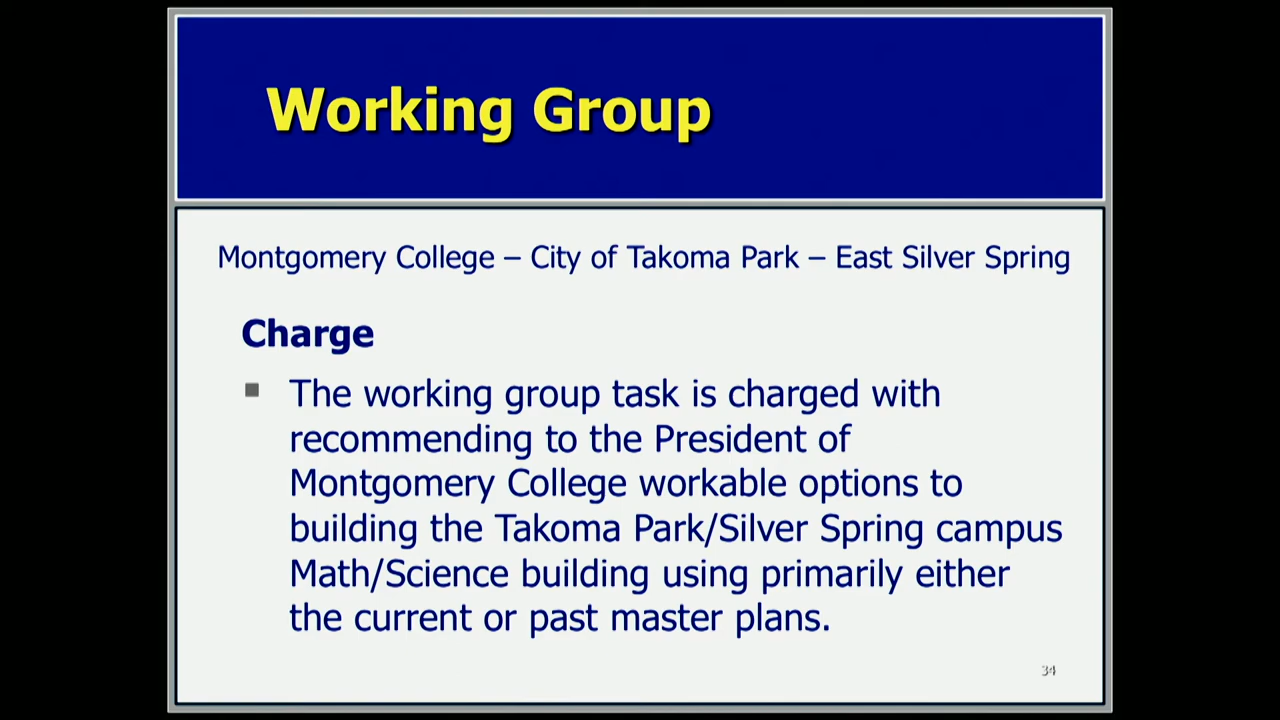 Working Group
Montgomery College – City of Takoma Park – East Silver Spring
Charge
The working group task is charged with
recommending to the President of
Montgomery College workable options to
building the Takoma Park/Silver Spring campus
Math/Science building using primarily either
the current or past master plans.
34